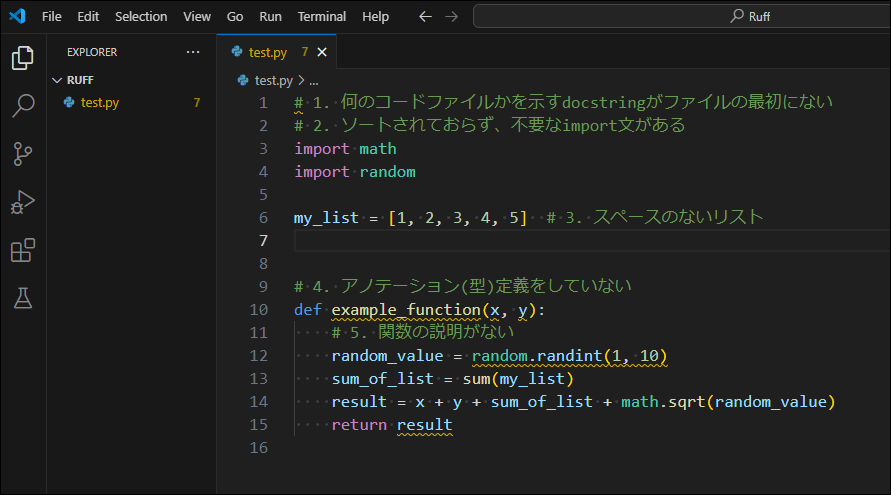 File Edit Selection View Go Run Terminal Help Ruff
EXPLORER ...
test.py 7
RUFF
test.py 7
test.py > ...
1 # 1. 何のコードファイルかを示すdocstringがファイルの最初にない
2 # 2. ソートされておらず、不要なimport文がある
3 import math
4 import random
5
6 my_list = [1, 2, 3, 4, 5]  # 3. スペースのないリスト
7
8
9 # 4. アノテーション(型)定義をしていない
10 def example_function(x, y):
11     # 5. 関数の説明がない
12     random_value = random.randint(1, 10)
13     sum_of_list = sum(my_list)
14     result = x + y + sum_of_list + math.sqrt(random_value)
15     return result
16